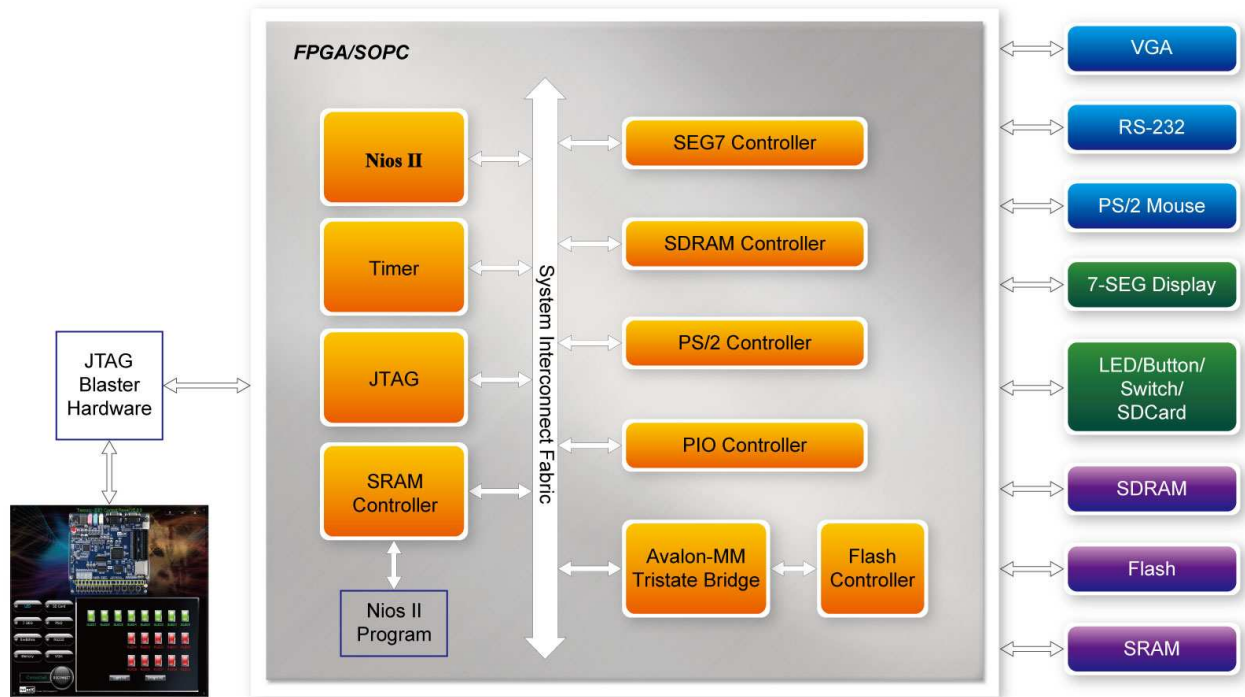 FPGA/SOPC
Nios II
Timer
JTAG
SRAM
Controller
Nios II
Program
System Interconnect Fabric
SEG7 Controller
SDRAM Controller
PS/2 Controller
PIO Controller
Avalon-MM
Tristate Bridge
Flash
Controller
JTAG
Blaster
Hardware
VGA
RS-232
PS/2 Mouse
7-SEG Display
LED/Button/
Switch/
SDCard
SDRAM
Flash
SRAM